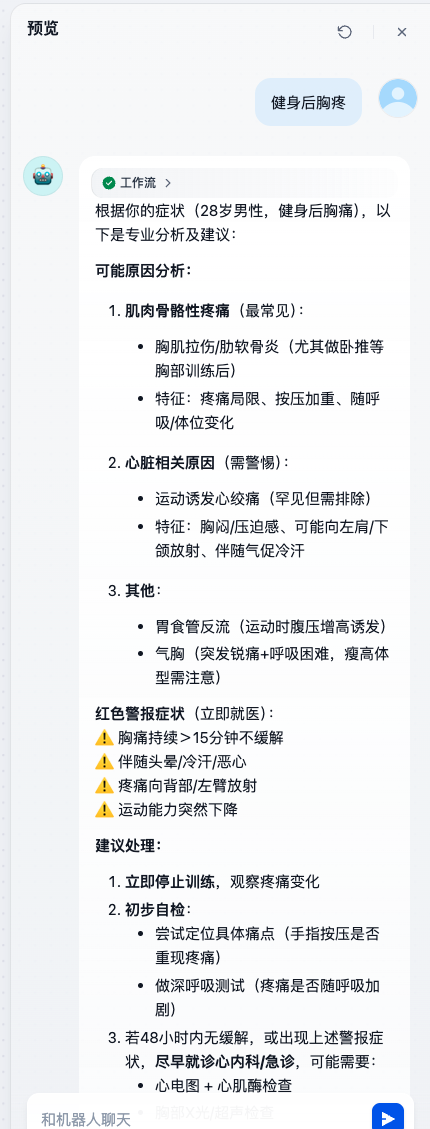 预览
健身后胸疼
工作流
根据你的症状（28岁男性，健身后胸痛），以
下是专业分析及建议：
可能原因分析：
1. 肌肉骨骼性疼痛（最常见）：
• 胸肌拉伤/肋软骨炎（尤其做卧推等
胸部训练后）
• 特征：疼痛局限、按压加重、随呼
吸/体位变化
2. 心脏相关原因（需警惕）：
• 运动诱发心绞痛（罕见但需排除）
• 特征：胸闷/压迫感、可能向左肩/下
颌放射、伴随气促冷汗
3. 其他：
• 胃食管反流（运动时腹压增高诱发）
• 气胸（突发锐痛+呼吸困难，瘦高体
型需注意）
红色警报症状（立即就医）：
⚠️ 胸痛持续＞15分钟不缓解
⚠️ 伴随头晕/冷汗/恶心
⚠️ 疼痛向背部/左臂放射
⚠️ 运动能力突然下降
建议处理：
1. 立即停止训练，观察疼痛变化
2. 初步自检：
• 尝试定位具体痛点（手指按压是否
重现疼痛）
• 做深呼吸测试（疼痛是否随呼吸加
剧）
3. 若48小时内无缓解，或出现上述警报症
状，尽早就诊心内科/急诊，可能需要：
• 心电图 + 心肌酶检查
• 胸部X光/超声检查
和机器人聊天